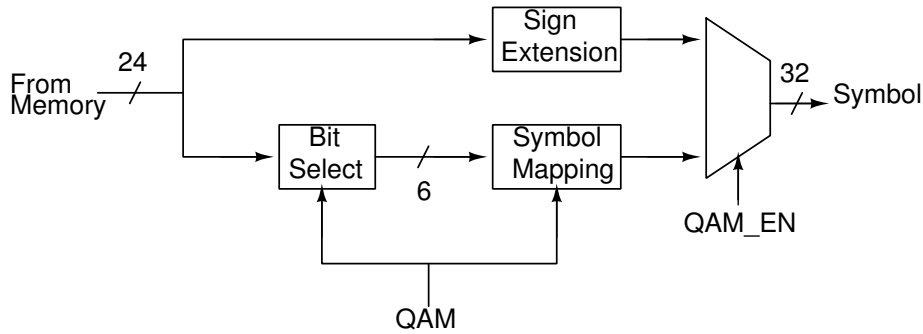 Sign
Extension
24
32
From
Memory
Symbol
Bit
Select
Symbol
Mapping
6
QAM_EN
QAM